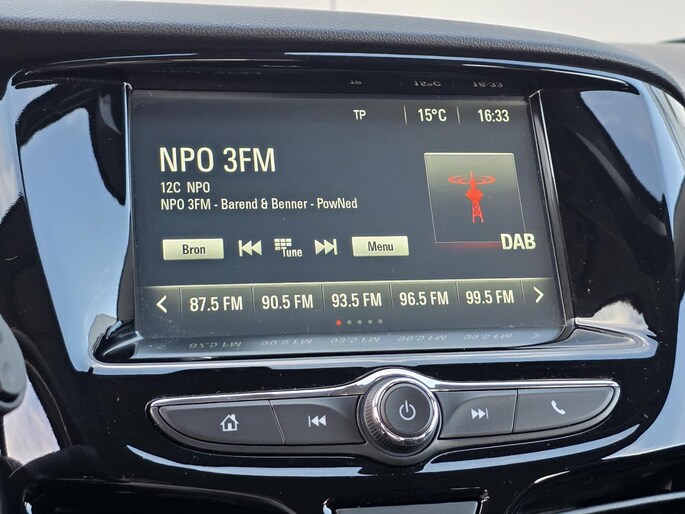 TP 15°C 16:33
NPO 3FM
12C NPO
NPO 3FM - Barend & Benner - PowNed
DAB
Bron Tune Menu
87.5 FM 90.5 FM 93.5 FM 96.5 FM 99.5 FM